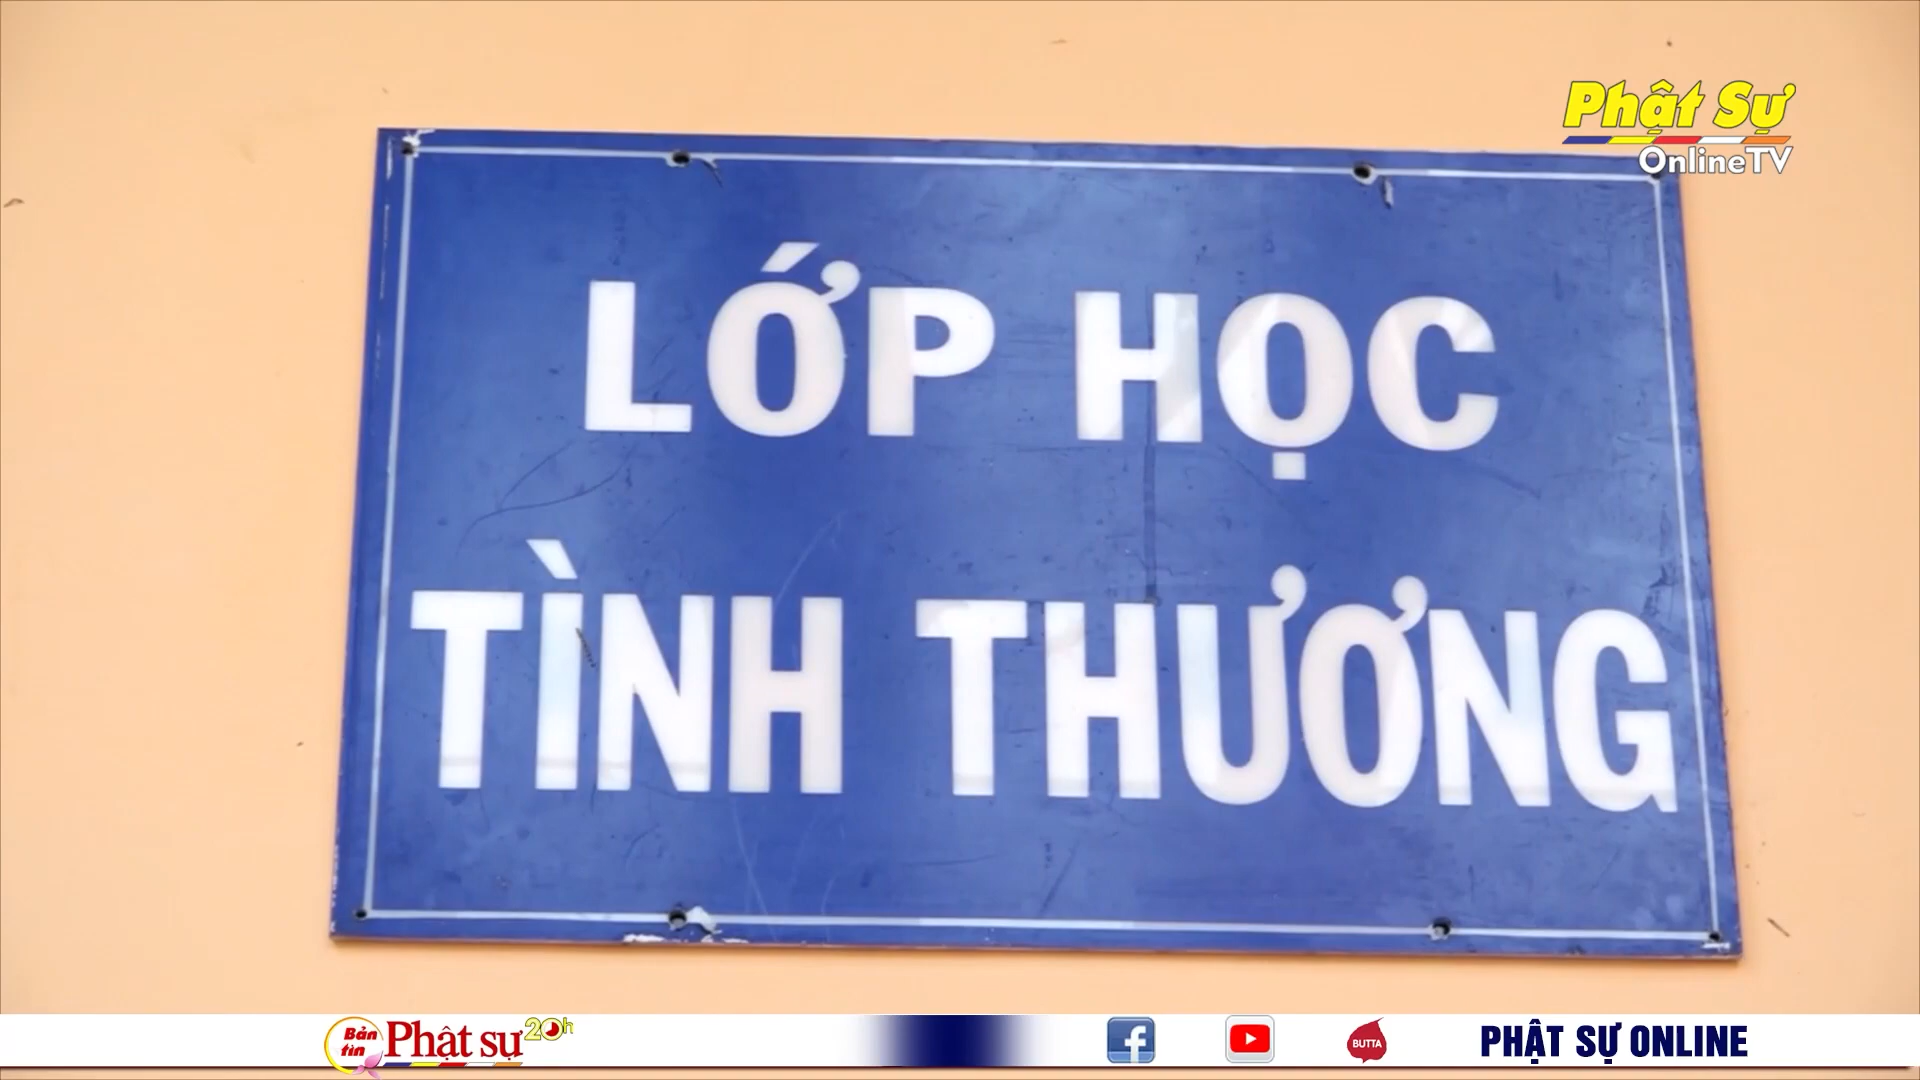 Phật Sự
OnlineTV
LỚP HỌC
TÌNH THƯƠNG
Bản tin Phật sự 20h
BUTTA
PHẬT SỰ ONLINE